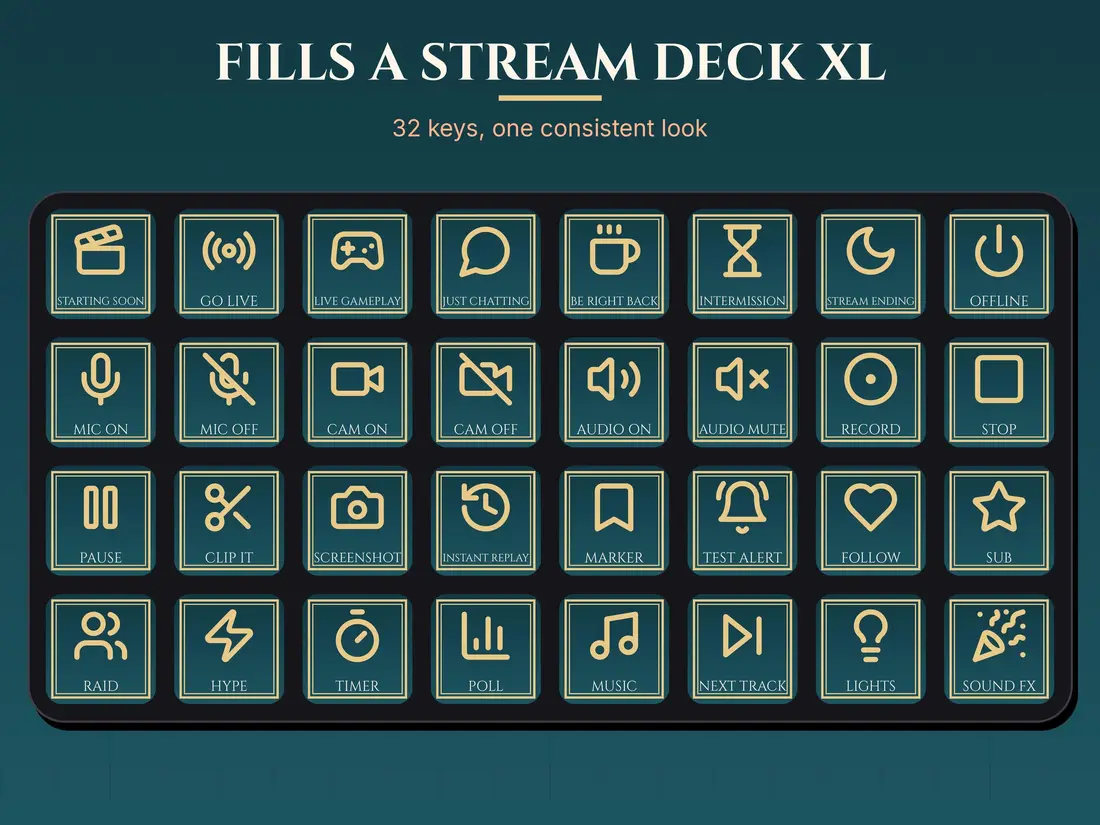 FILLS A STREAM DECK XL
32 keys, one consistent look
STARTING SOON
GO LIVE
LIVE GAMEPLAY
JUST CHATTING
BE RIGHT BACK
INTERMISSION
STREAM ENDING
OFFLINE
MIC ON
MIC OFF
CAM ON
CAM OFF
AUDIO ON
AUDIO MUTE
RECORD
STOP
PAUSE
CLIP IT
SCREENSHOT
INSTANT REPLAY
MARKER
TEST ALERT
FOLLOW
SUB
RAID
HYPE
TIMER
POLL
MUSIC
NEXT TRACK
LIGHTS
SOUND FX